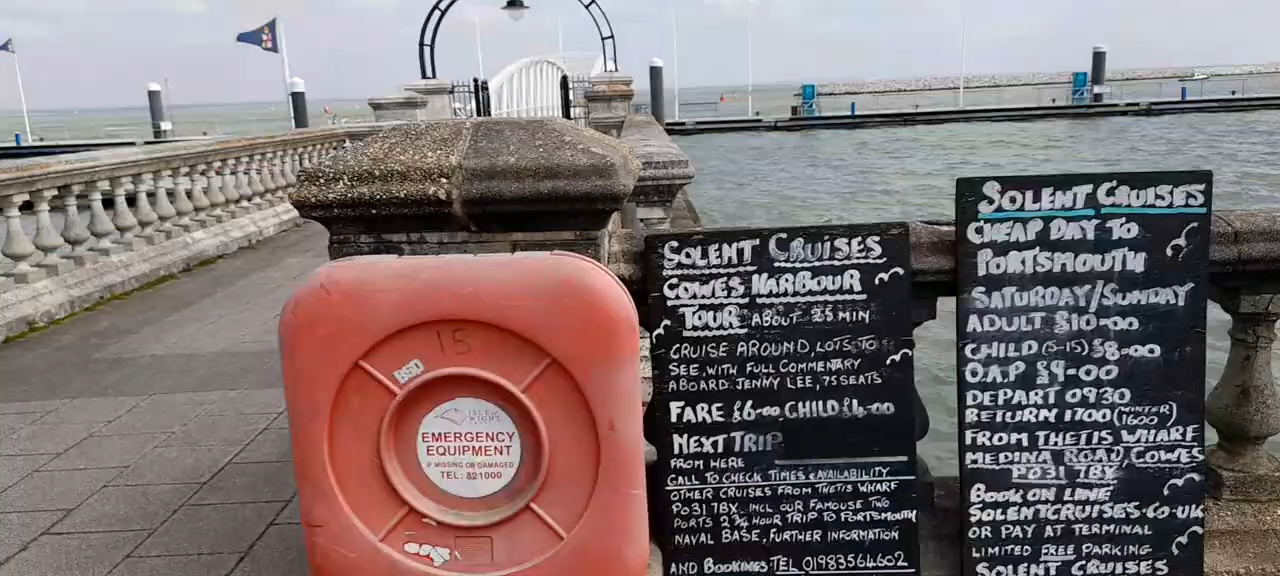 15
BSD
ISLE OF
WIGHT
EMERGENCY
EQUIPMENT
IF MISSING OR DAMAGED
TEL: 821000
SOLENT CRUISES
COWES HARBOUR
TOUR ABOUT 25 MIN
CRUISE AROUND, LOTS TO
SEE, WITH FULL COMMENTARY
ABOARD JENNY LEE, 75 SEATS
FARE £6-00 CHILD £4-00
NEXT TRIP
FROM HERE
CALL TO CHECK TIMES & AVAILABILITY
OTHER CRUISES FROM THETIS WHARF
PO31 7BX. INCL OUR FAMOUSE TWO
PORTS 2¾ HOUR TRIP TO PORTSMOUTH
NAVAL BASE, FURTHER INFORMATION
AND BOOKINGS TEL 01983564602
SOLENT CRUISES
CHEAP DAY TO
PORTSMOUTH
SATURDAY/SUNDAY
ADULT £10-00
CHILD (5-15) £8-00
O.A.P £9-00
DEPART 0930
RETURN 1700 (WINTER 1600)
FROM THETIS WHARF
MEDINA ROAD, COWES
PO31 7BX
BOOK ON LINE
SOLENTCRUISES.CO.UK
OR PAY AT TERMINAL
LIMITED FREE PARKING
SOLENT CRUISES